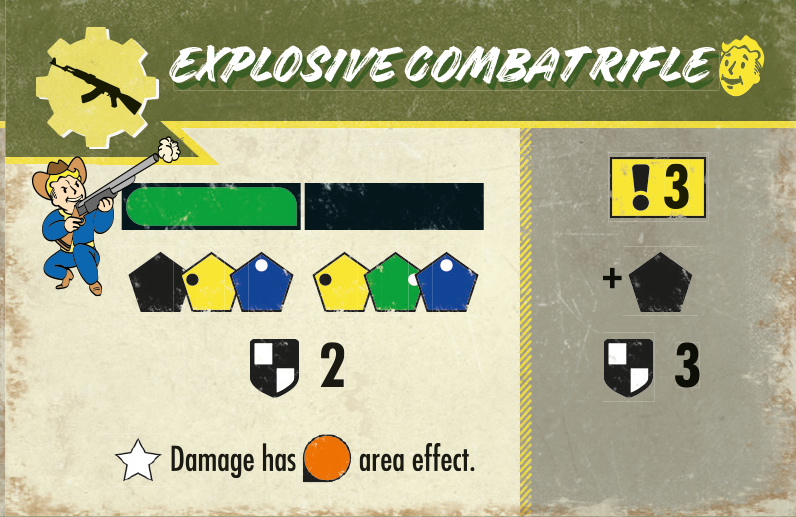 EXPLOSIVE COMBAT RIFLE
! 3
+
2
3
Damage has area effect.